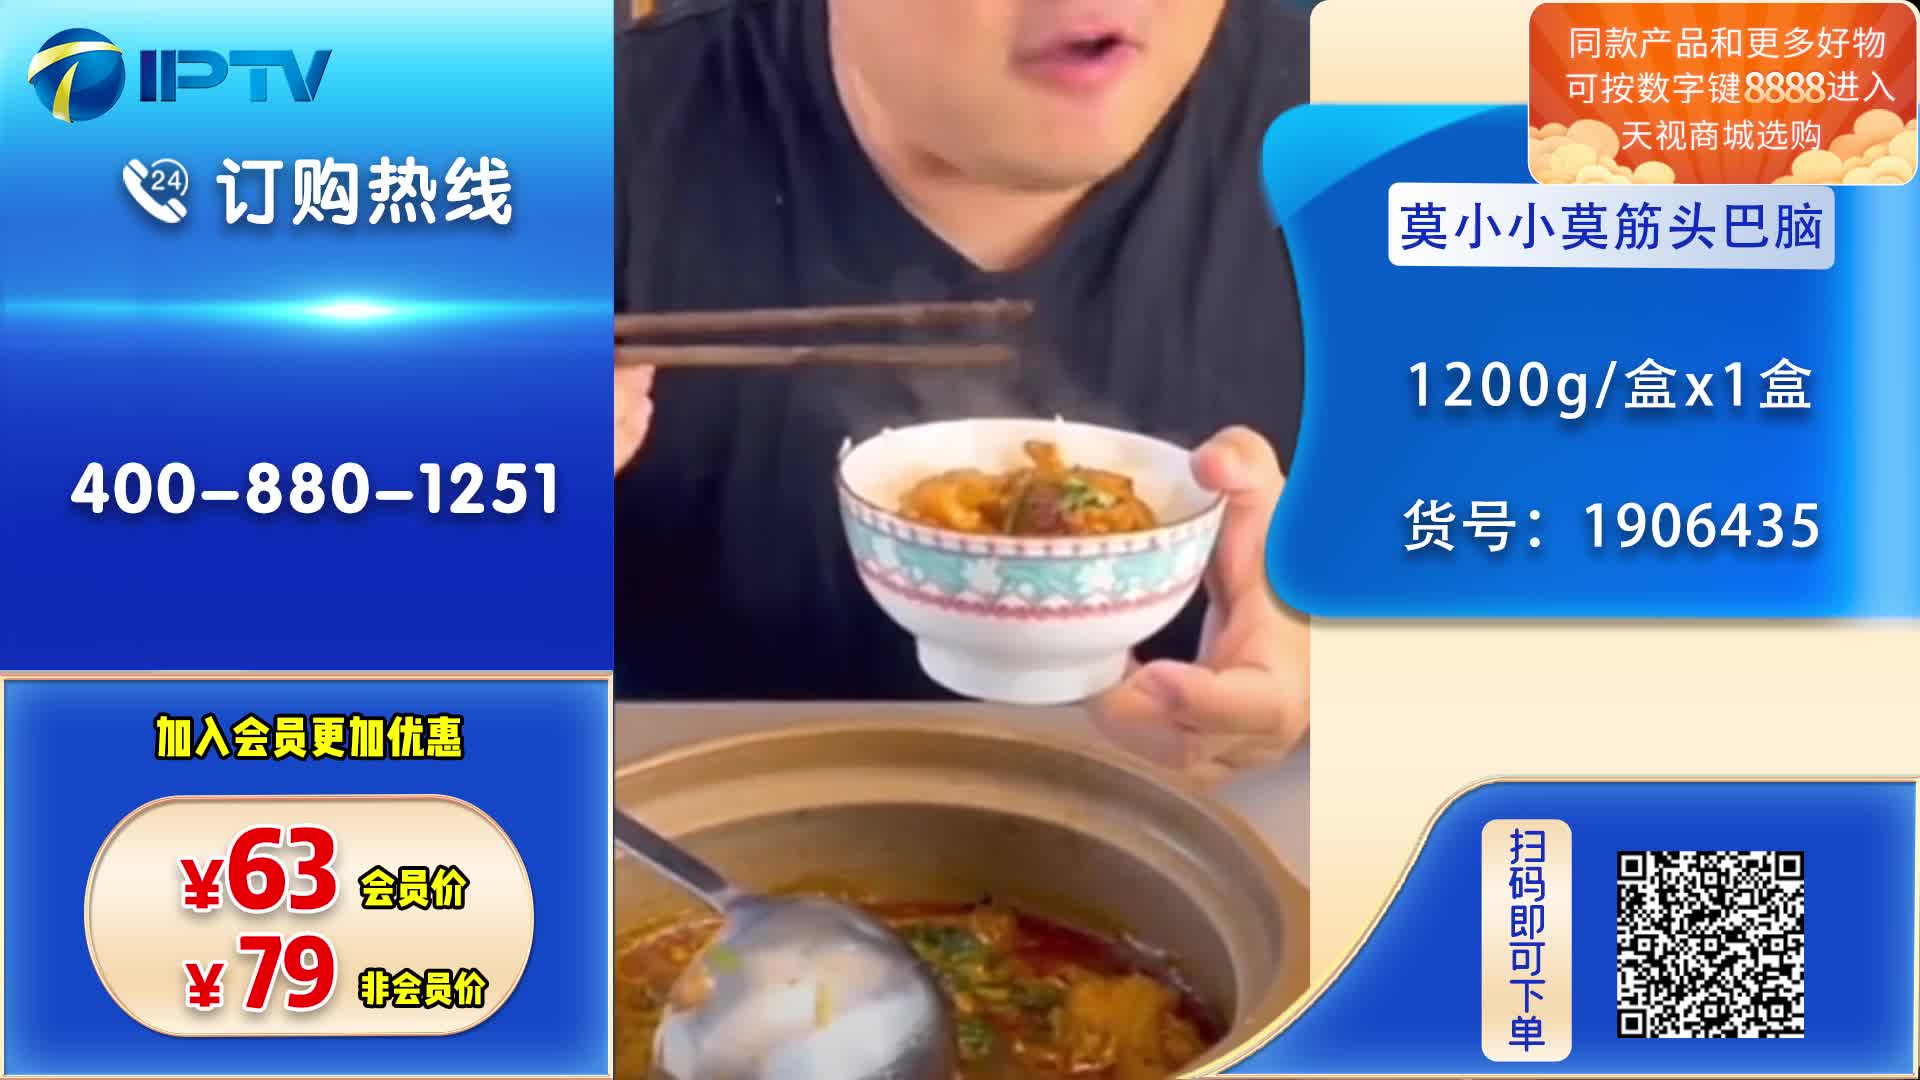 IPTV
24
订购热线
400-880-1251
加入会员更加优惠
¥63 会员价
¥79 非会员价
同款产品和更多好物
可按数字键8888进入
天视商城选购
莫小小莫筋头巴脑
1200g/盒x1盒
货号：1906435
扫码即可下单